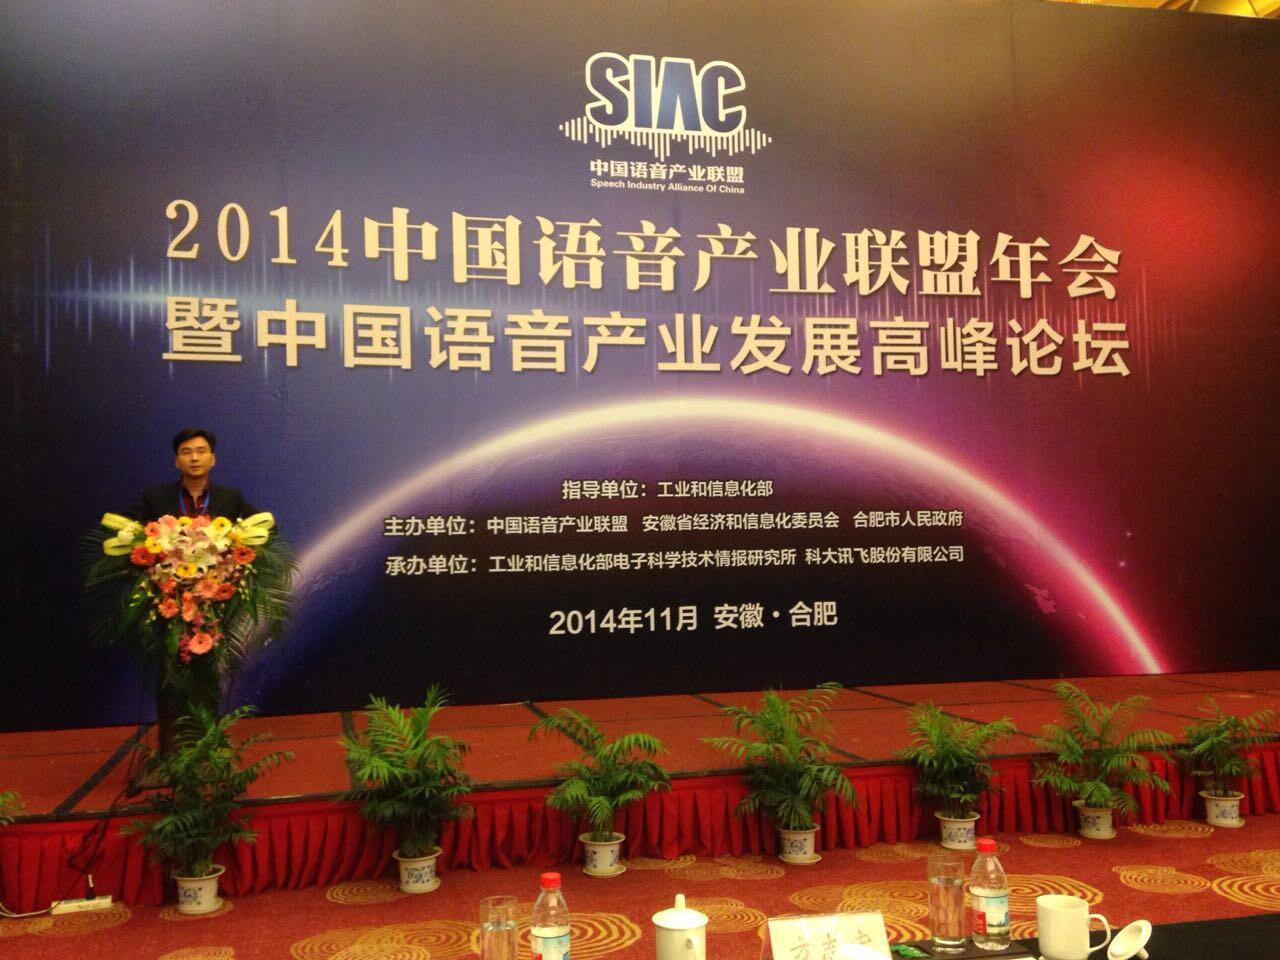 SIAC
中国语音产业联盟
Speech Industry Alliance Of China
2014中国语音产业联盟年会
暨中国语音产业发展高峰论坛
指导单位：工业和信息化部
主办单位：中国语音产业联盟 安徽省经济和信息化委员会 合肥市人民政府
承办单位：工业和信息化部电子科学技术情报研究所 科大讯飞股份有限公司
2014年11月 安徽·合肥